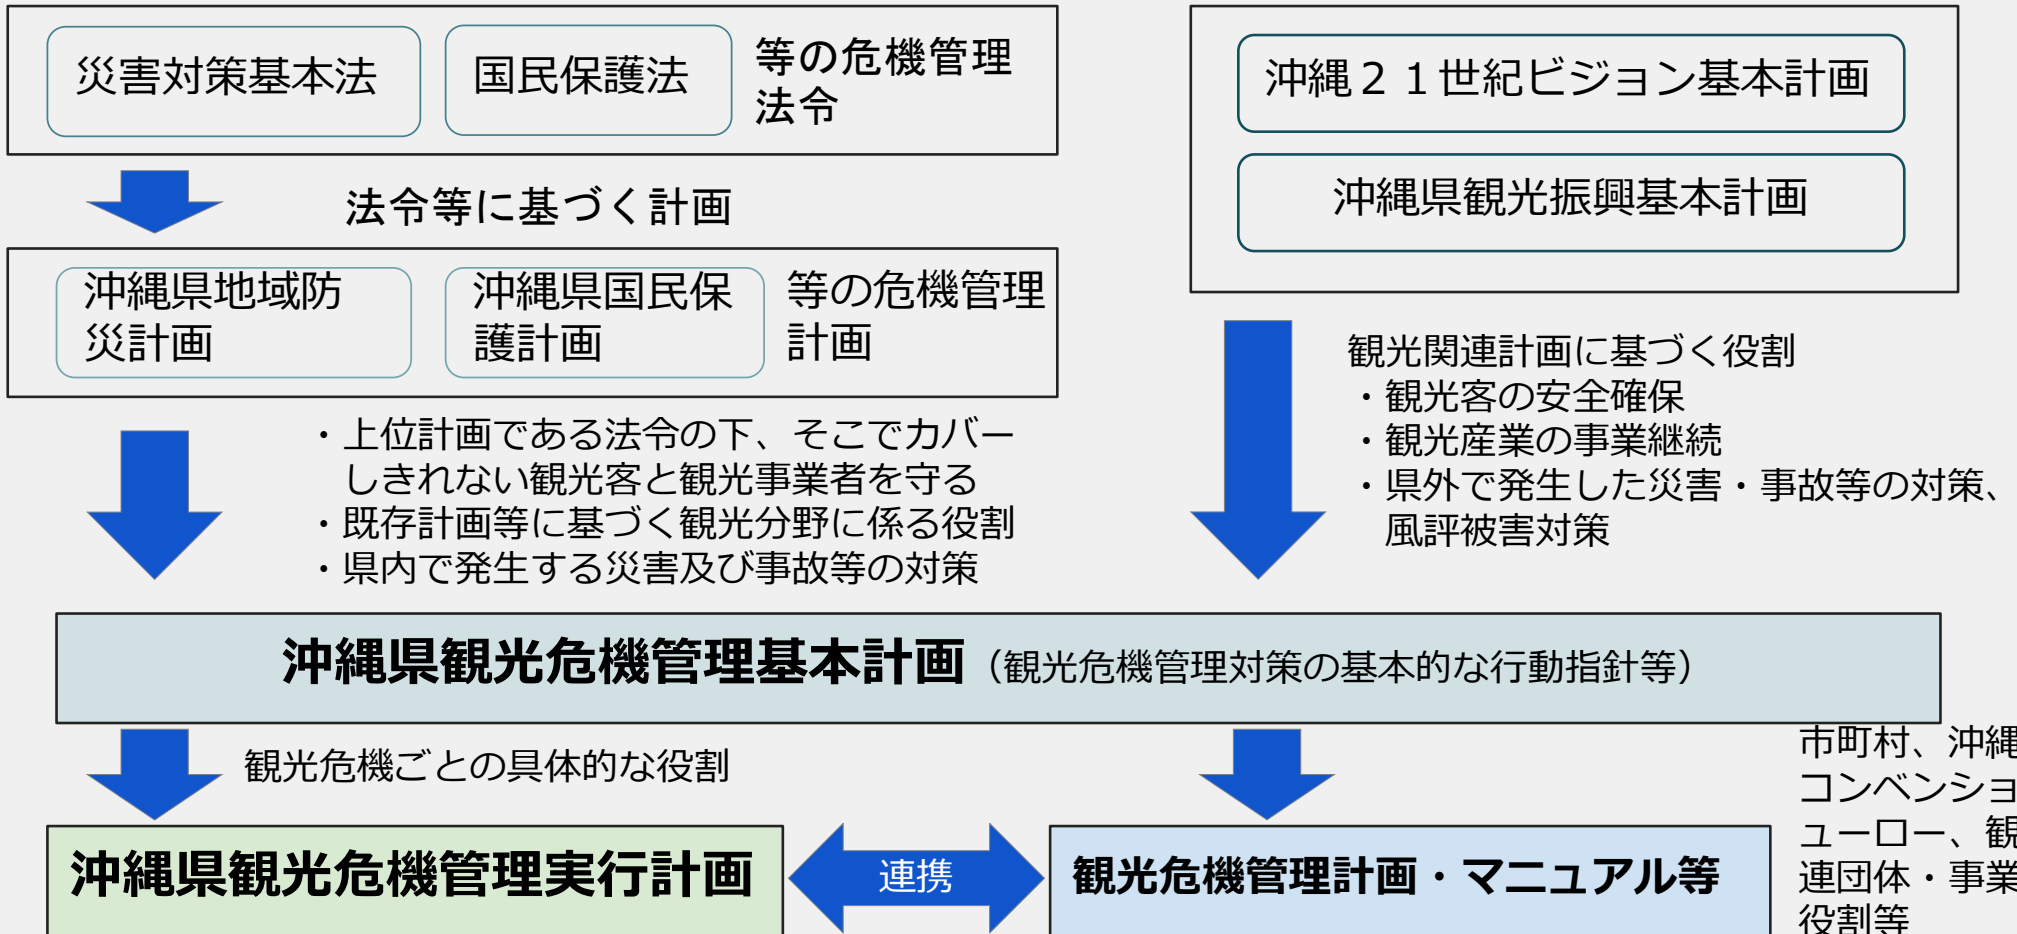 災害対策基本法
国民保護法
等の危機管理
法令
法令等に基づく計画
沖縄県地域防
災計画
沖縄県国民保
護計画
等の危機管理
計画
・上位計画である法令の下、そこでカバー
しきれない観光客と観光事業者を守る
・既存計画等に基づく観光分野に係る役割
・県内で発生する災害及び事故等の対策
沖縄２１世紀ビジョン基本計画
沖縄県観光振興基本計画
観光関連計画に基づく役割
・観光客の安全確保
・観光産業の事業継続
・県外で発生した災害・事故等の対策、
風評被害対策
沖縄県観光危機管理基本計画（観光危機管理対策の基本的な行動指針等）
観光危機ごとの具体的な役割
沖縄県観光危機管理実行計画
連携
観光危機管理計画・マニュアル等
市町村、沖縄
コンベンショ
ューロー、観
連団体・事業
役割等